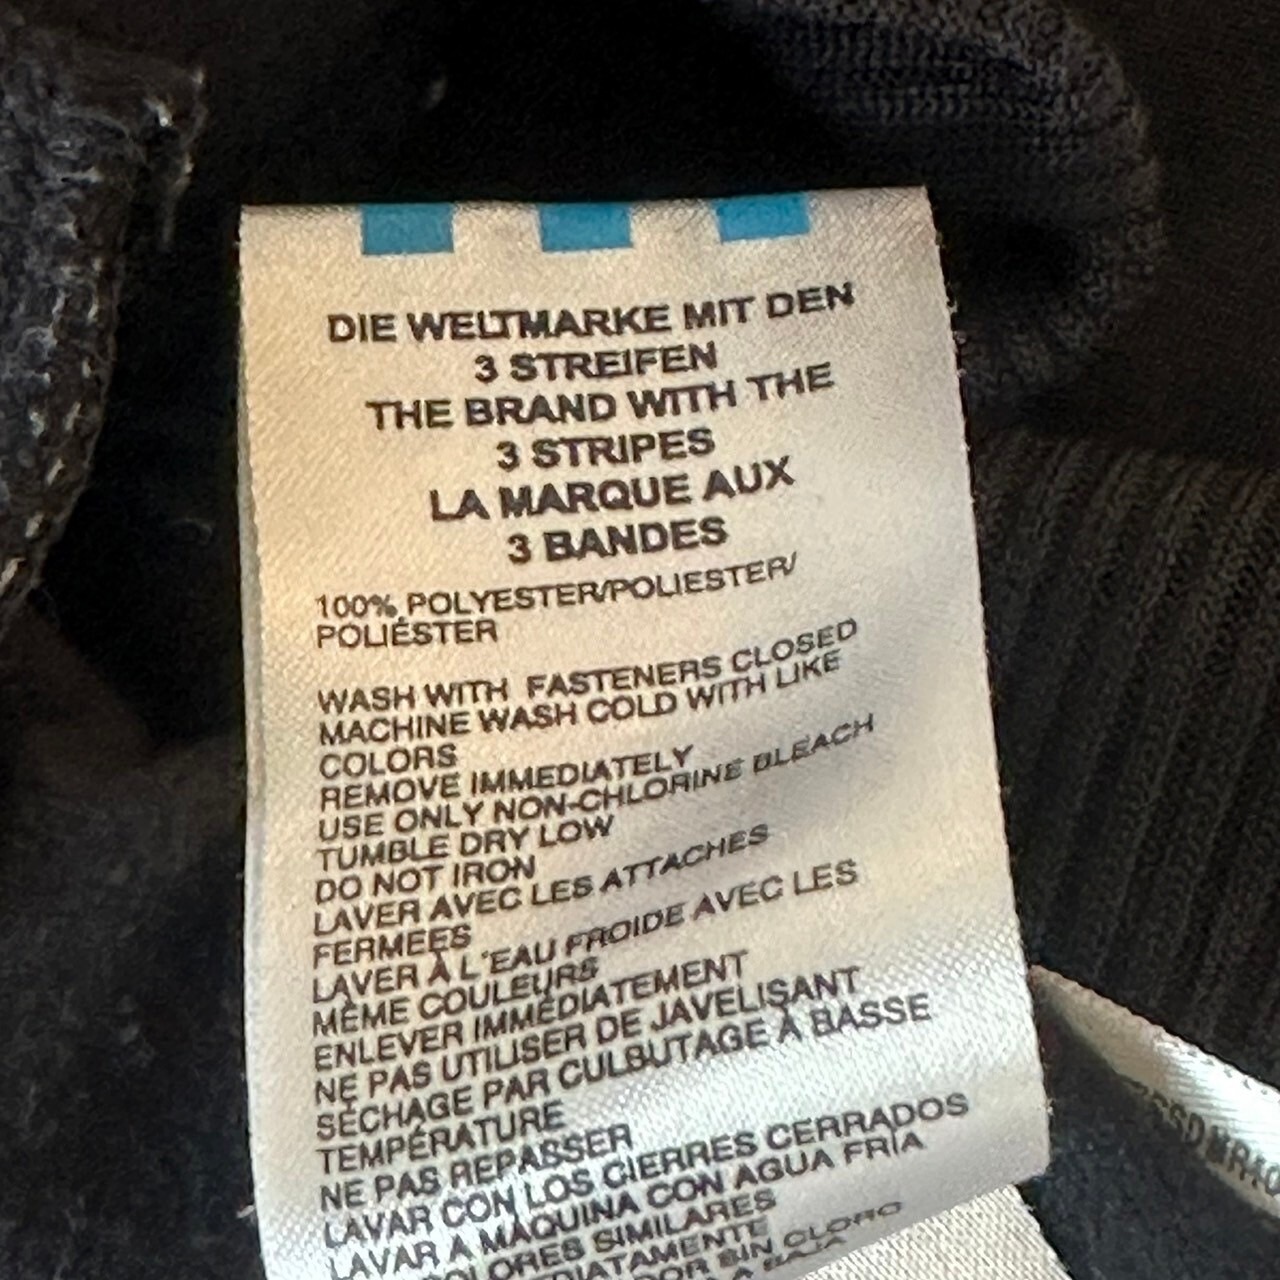 DIE WELTMARKE MIT DEN
3 STREIFEN
THE BRAND WITH THE
3 STRIPES
LA MARQUE AUX
3 BANDES
100% POLYESTER/POLIESTER/
POLIÉSTER
WASH WITH FASTENERS CLOSED
MACHINE WASH COLD WITH LIKE
COLORS
REMOVE IMMEDIATELY
USE ONLY NON-CHLORINE BLEACH
TUMBLE DRY LOW
DO NOT IRON
LAVER AVEC LES ATTACHES
FERMEES
LAVER À L'EAU FROIDE AVEC LES
MÊME COULEURS
ENLEVER IMMÉDIATEMENT
NE PAS UTILISER DE JAVELISANT
SÉCHAGE PAR CULBUTAGE À BASSE
TEMPÉRATURE
NE PAS REPASSER
LAVAR CON LOS CIERRES CERRADOS
LAVAR A MÁQUINA CON AGUA FRÍA
SIMILARES
SIN CLORO
A BAJA